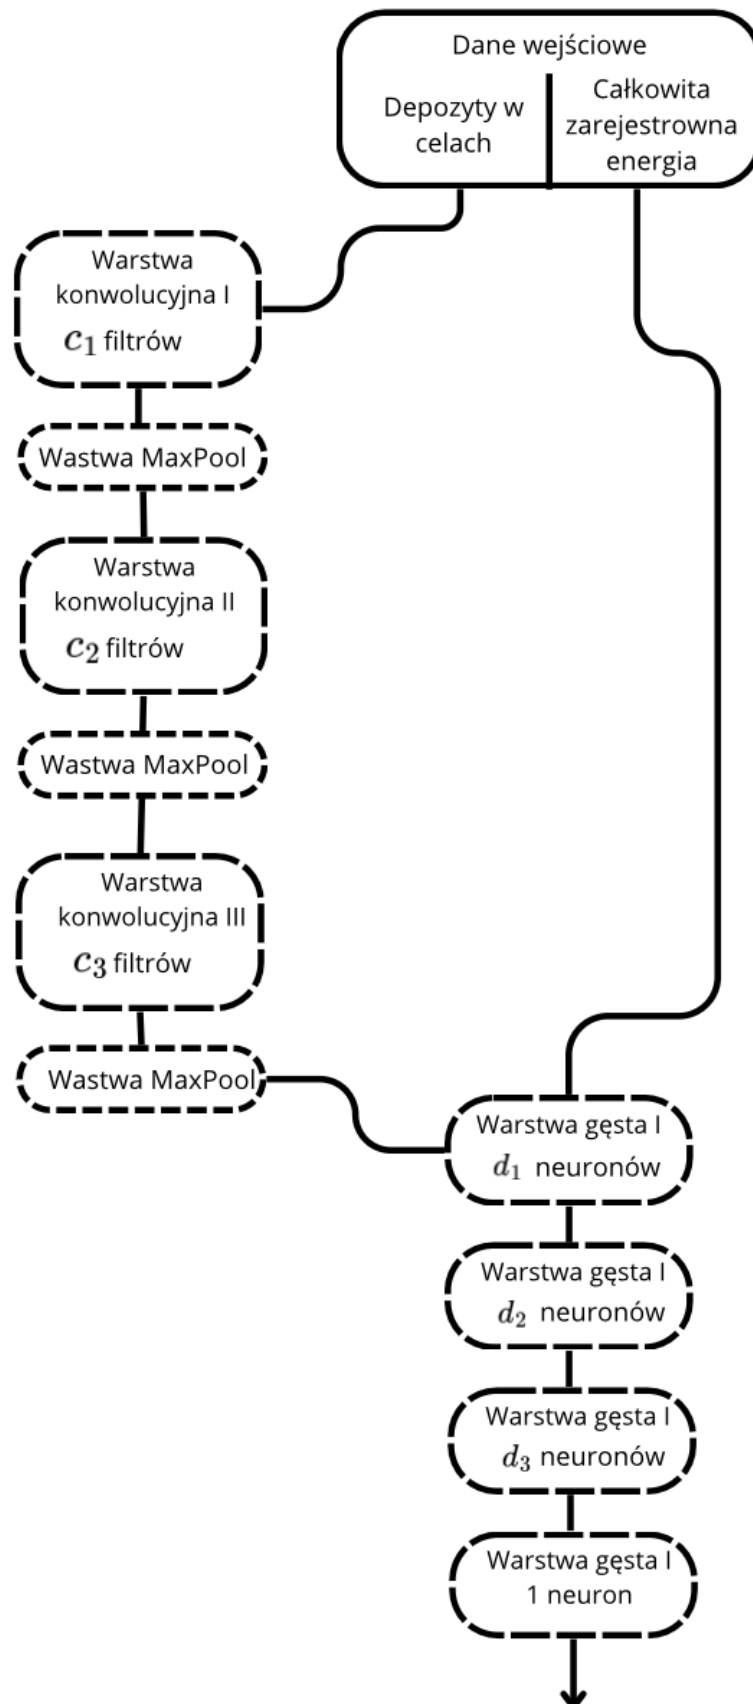 Dane wejściowe
Depozyty w
celach
Całkowita
zarejestrowna
energia
Warstwa
konwolucyjna I
c₁ filtrów
Wastwa MaxPool
Warstwa
konwolucyjna II
c₂ filtrów
Wastwa MaxPool
Warstwa
konwolucyjna III
c₃ filtrów
Wastwa MaxPool
Warstwa gęsta I
d₁ neuronów
Warstwa gęsta I
d₂ neuronów
Warstwa gęsta I
d₃ neuronów
Warstwa gęsta I
1 neuron